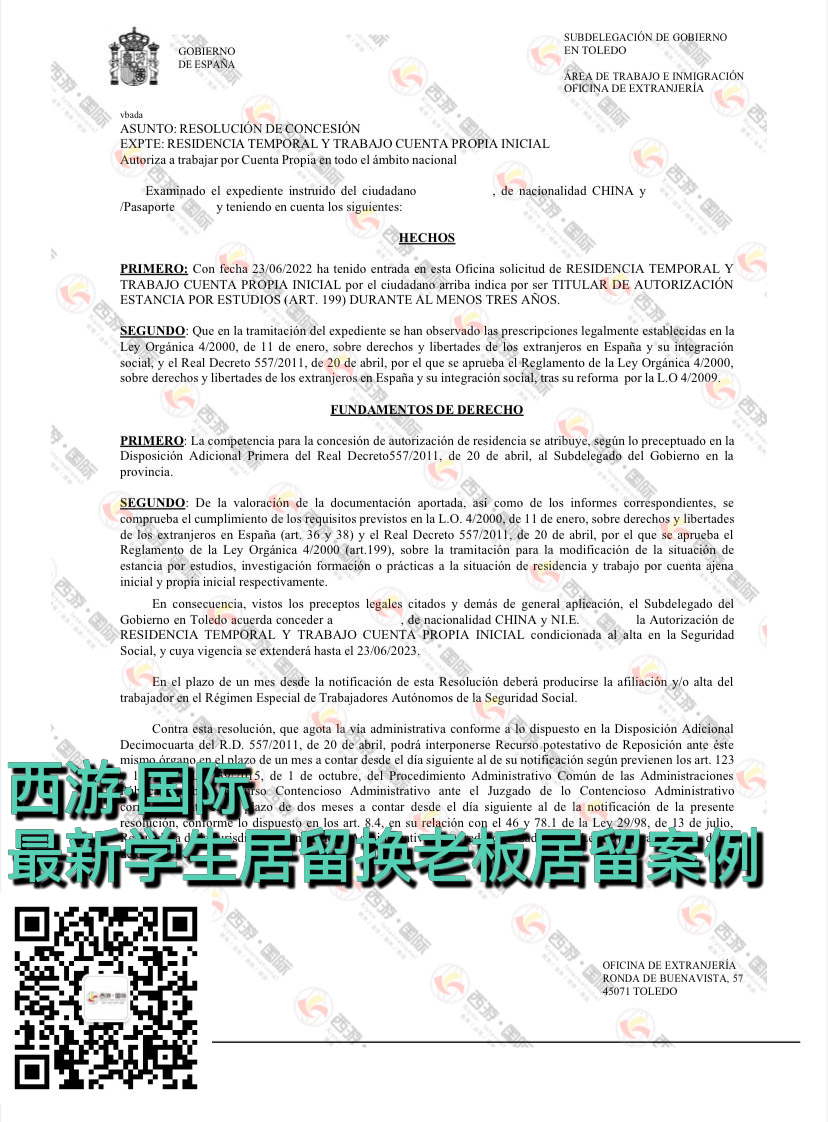 GOBIERNO
DE ESPAÑA
SUBDELEGACIÓN DE GOBIERNO
EN TOLEDO
ÁREA DE TRABAJO E INMIGRACIÓN
OFICINA DE EXTRANJERÍA
vbada
ASUNTO: RESOLUCIÓN DE CONCESIÓN
EXPTE: RESIDENCIA TEMPORAL Y TRABAJO CUENTA PROPIA INICIAL
Autoriza a trabajar por Cuenta Propia en todo el ámbito nacional
Examinado el expediente instruido del ciudadano , de nacionalidad CHINA y
/Pasaporte y teniendo en cuenta los siguientes:
HECHOS
PRIMERO: Con fecha 23/06/2022 ha tenido entrada en esta Oficina solicitud de RESIDENCIA TEMPORAL Y
TRABAJO CUENTA PROPIA INICIAL por el ciudadano arriba indica por ser TITULAR DE AUTORIZACIÓN
ESTANCIA POR ESTUDIOS (ART. 199) DURANTE AL MENOS TRES AÑOS.
SEGUNDO: Que en la tramitación del expediente se han observado las prescripciones legalmente establecidas en la
Ley Orgánica 4/2000, de 11 de enero, sobre derechos y libertades de los extranjeros en España y su integración
social, y el Real Decreto 557/2011, de 20 de abril, por el que se aprueba el Reglamento de la Ley Orgánica 4/2000,
sobre derechos y libertades de los extranjeros en España y su integración social, tras su reforma por la L.O 4/2009.
FUNDAMENTOS DE DERECHO
PRIMERO: La competencia para la concesión de autorización de residencia se atribuye, según lo preceptuado en la
Disposición Adicional Primera del Real Decreto557/2011, de 20 de abril, al Subdelegado del Gobierno en la
provincia.
SEGUNDO: De la valoración de la documentación aportada, así como de los informes correspondientes, se
comprueba el cumplimiento de los requisitos previstos en la L.O. 4/2000, de 11 de enero, sobre derechos y libertades
de los extranjeros en España (art. 36 y 38) y el Real Decreto 557/2011, de 20 de abril, por el que se aprueba el
Reglamento de la Ley Orgánica 4/2000 (art.199), sobre la tramitación para la modificación de la situación de
estancia por estudios, investigación formación o prácticas a la situación de residencia y trabajo por cuenta ajena
inicial y propia inicial respectivamente.
En consecuencia, vistos los preceptos legales citados y demás de general aplicación, el Subdelegado del
Gobierno en Toledo acuerda conceder a , de nacionalidad CHINA y NI.E. la Autorización de
RESIDENCIA TEMPORAL Y TRABAJO CUENTA PROPIA INICIAL condicionada al alta en la Seguridad
Social, y cuya vigencia se extenderá hasta el 23/06/2023.
En el plazo de un mes desde la notificación de esta Resolución deberá producirse la afiliación y/o alta del
trabajador en el Régimen Especial de Trabajadores Autónomos de la Seguridad Social.
Contra esta resolución, que agota la vía administrativa conforme a lo dispuesto en la Disposición Adicional
Decimocuarta del R.D. 557/2011, de 20 de abril, podrá interponerse Recurso potestativo de Reposición ante éste
mismo órgano en el plazo de un mes a contar desde el día siguiente al de su notificación según previenen los art. 123
de 1 de octubre, del Procedimiento Administrativo Común de las Administraciones
Contencioso Administrativo ante el Juzgado de lo Contencioso Administrativo
de dos meses a contar desde el día siguiente al de la notificación de la presente
resolución, conforme lo dispuesto en los art. 8.4, en su relación con el 46 y 78.1 de la Ley 29/98, de 13 de julio,
西游·国际
最新学生居留换老板居留案例
西游·国际
OFICINA DE EXTRANJERÍA
RONDA DE BUENAVISTA, 57
45071 TOLEDO